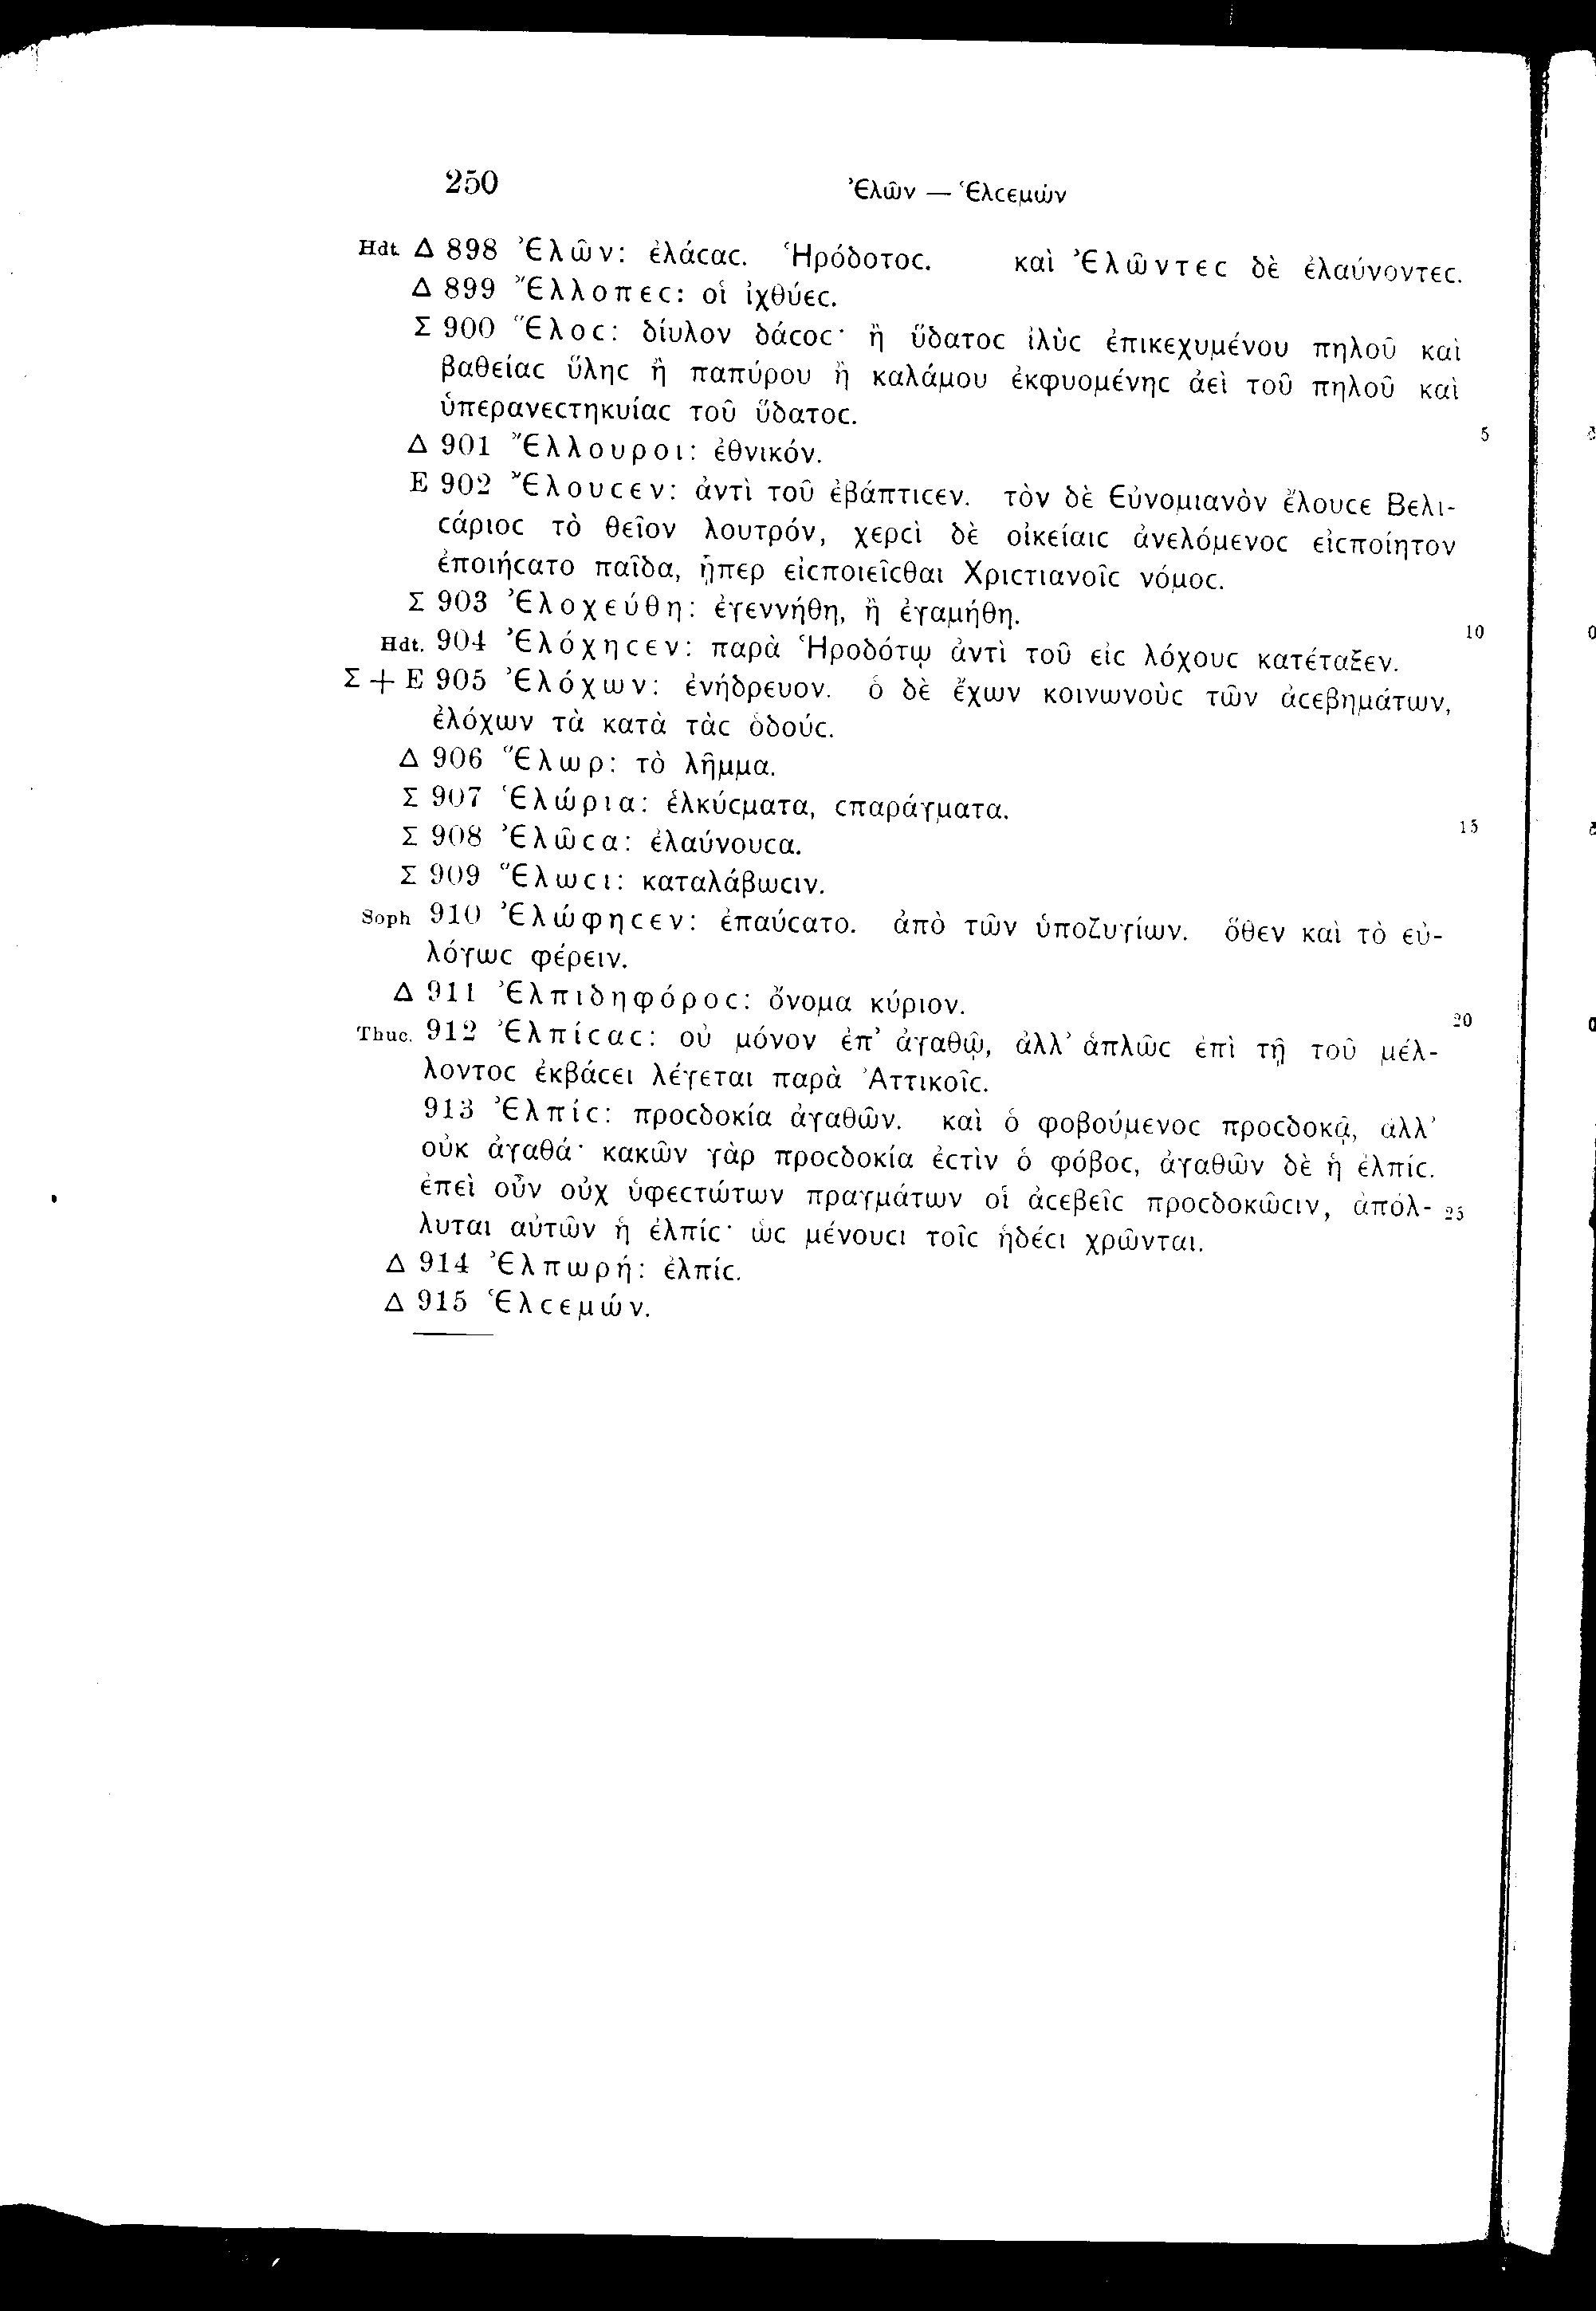 250 Ἐλῶν — Ἑλϲεμών
Hdt. Δ 898 Ἐλῶν: ἐλάϲαϲ. Ἡρόδοτοϲ. καὶ Ἐλῶντεϲ δὲ ἐλαύνοντεϲ.
Δ 899 Ἔλλοπεϲ: οἱ ἰχθύεϲ.
Σ 900 Ἕλοϲ: δίυλον δάϲοϲ· ἢ ὕδατοϲ ἰλὺϲ ἐπικεχυμένου πηλοῦ καὶ
βαθείαϲ ὕληϲ ἢ παπύρου ἢ καλάμου ἐκφυομένηϲ ἀεὶ τοῦ πηλοῦ καὶ
ὑπερανεϲτηκυίαϲ τοῦ ὕδατοϲ.
5
Δ 901 Ἔλλουροι: ἐθνικόν.
E 902 Ἔλουϲεν: ἀντὶ τοῦ ἐβάπτιϲεν. τὸν δὲ Εὐνομιανὸν ἔλουϲε Βελι-
ϲάριοϲ τὸ θεῖον λουτρόν, χερϲὶ δὲ οἰκείαιϲ ἀνελόμενοϲ εἰϲποίητον
ἐποιήϲατο παῖδα, ᾗπερ εἰϲποιεῖϲθαι Χριϲτιανοῖϲ νόμοϲ.
Σ 903 Ἐλοχεύθη: ἐγεννήθη, ἢ ἐγαμήθη.
10
Hdt. 904 Ἐλόχηϲεν: παρὰ Ἡροδότῳ ἀντὶ τοῦ εἰϲ λόχουϲ κατέταξεν.
Σ + E 905 Ἐλόχων: ἐνήδρευον. ὁ δὲ ἔχων κοινωνοὺϲ τῶν ἀϲεβημάτων,
ἐλόχων τὰ κατὰ τὰϲ ὁδούϲ.
Δ 906 Ἕλωρ: τὸ λῆμμα.
Σ 907 Ἑλώρια: ἑλκύϲματα, ϲπαράγματα.
15
Σ 908 Ἐλῶϲα: ἐλαύνουϲα.
Σ 909 Ἕλωϲι: καταλάβωϲιν.
Soph 910 Ἐλώφηϲεν: ἐπαύϲατο. ἀπὸ τῶν ὑποζυγίων. ὅθεν καὶ τὸ εὐ-
λόγωϲ φέρειν.
Δ 911 Ἐλπιδηφόροϲ: ὄνομα κύριον.
20
Thuc. 912 Ἐλπίϲαϲ: οὐ μόνον ἐπ’ ἀγαθῷ, ἀλλ’ ἁπλῶϲ ἐπὶ τῇ τοῦ μέλ-
λοντοϲ ἐκβάϲει λέγεται παρὰ Ἀττικοῖϲ.
913 Ἐλπίϲ: προϲδοκία ἀγαθῶν. καὶ ὁ φοβούμενοϲ προϲδοκᾷ, ἀλλ’
οὐκ ἀγαθά· κακῶν γὰρ προϲδοκία ἐϲτὶν ὁ φόβοϲ, ἀγαθῶν δὲ ἡ ἐλπίϲ.
ἐπεὶ οὖν οὐχ ὑφεϲτώτων πραγμάτων οἱ ἀϲεβεῖϲ προϲδοκῶϲιν, ἀπόλ- 25
λυται αὐτῶν ἡ ἐλπίϲ· ὡϲ μένουϲι τοῖϲ ἡδέϲι χρῶνται.
Δ 914 Ἐλπωρή: ἐλπίϲ.
Δ 915 Ἑλϲεμών.